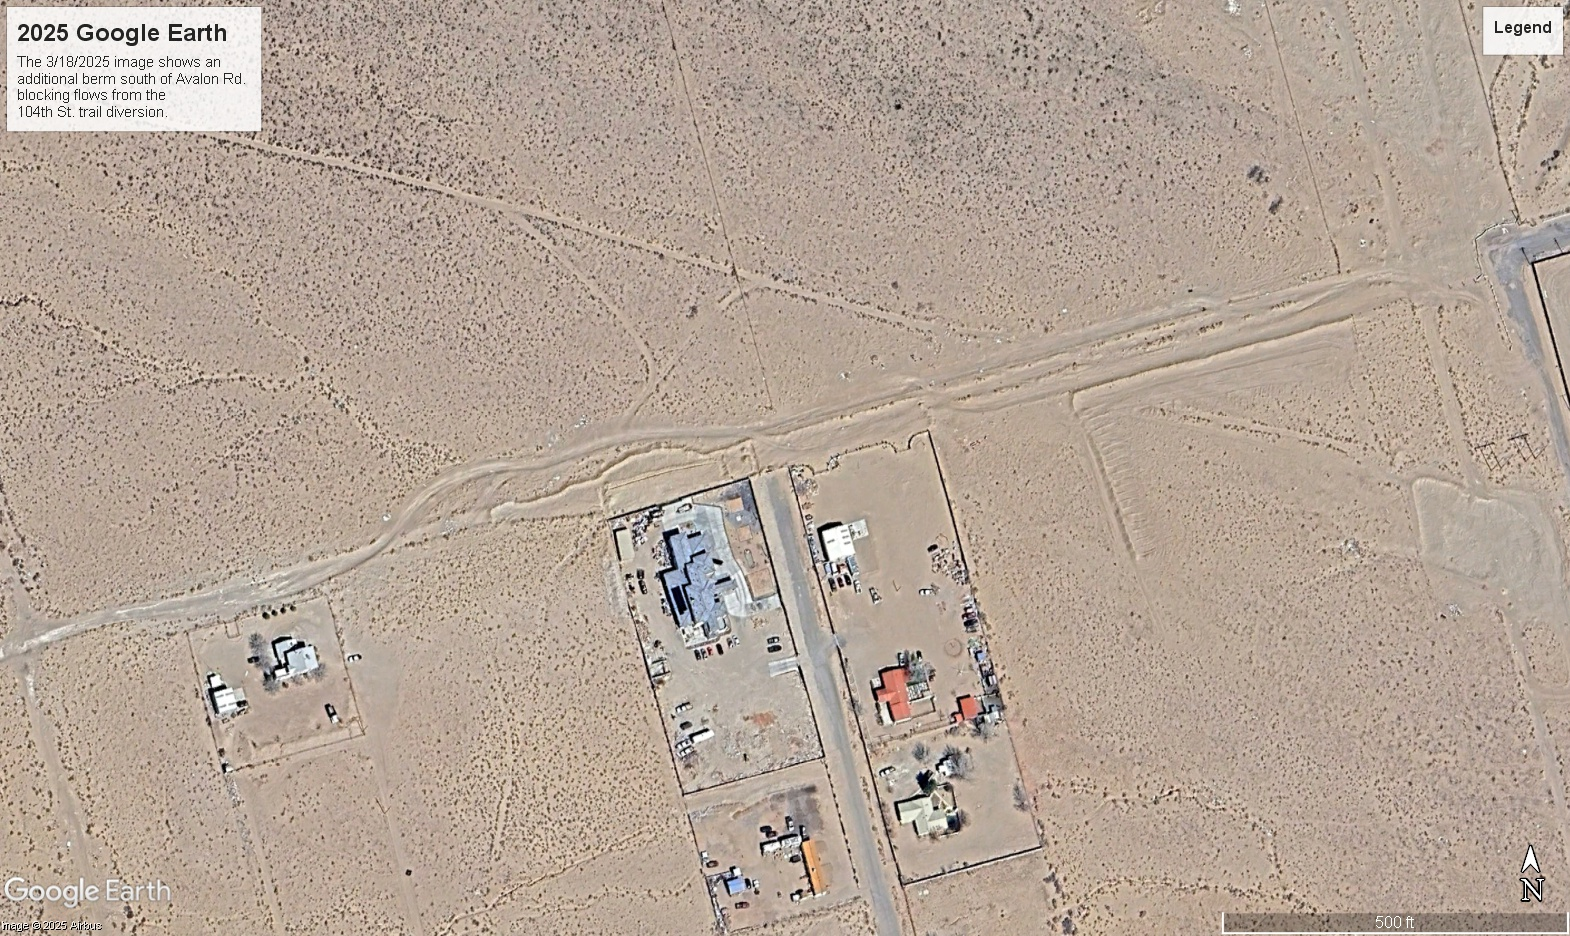 2025 Google Earth
The 3/18/2025 image shows an
additional berm south of Avalon Rd.
blocking flows from the
104th St. trail diversion.
Legend
Google Earth
Image © 2025 Airbus
N
500 ft